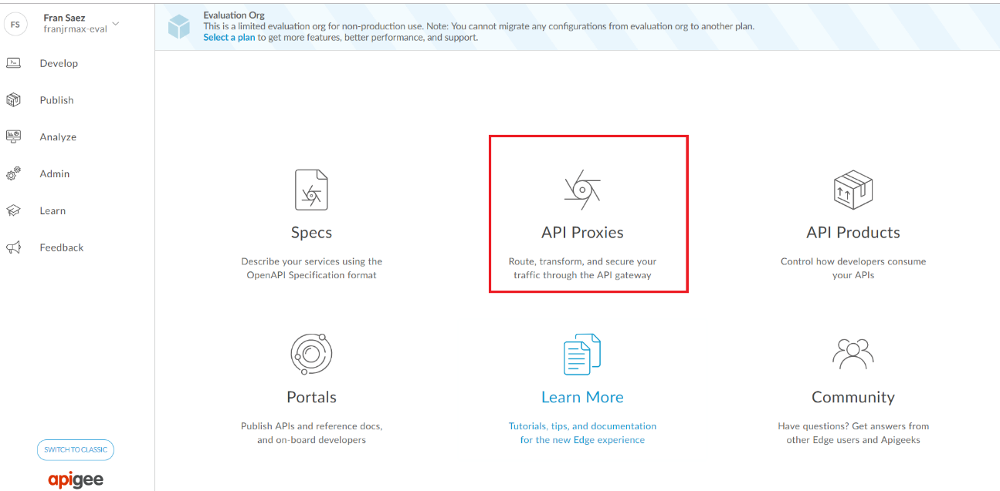 FS
Fran Saez
franjrmax-eval
Evaluation Org
This is a limited evaluation org for non-production use. Note: You cannot migrate any configurations from evaluation org to another plan.
Select a plan to get more features, better performance, and support.
Develop
Publish
Analyze
Admin
Learn
Feedback
Specs
Describe your services using the
OpenAPI Specification format
API Proxies
Route, transform, and secure your
traffic through the API gateway
API Products
Control how developers consume
your APIs
Portals
Publish APIs and reference docs,
and on-board developers
Learn More
Tutorials, tips, and documentation
for the new Edge experience
Community
Have questions? Get answers from
other Edge users and Apigeeks
SWITCH TO CLASSIC
apigee